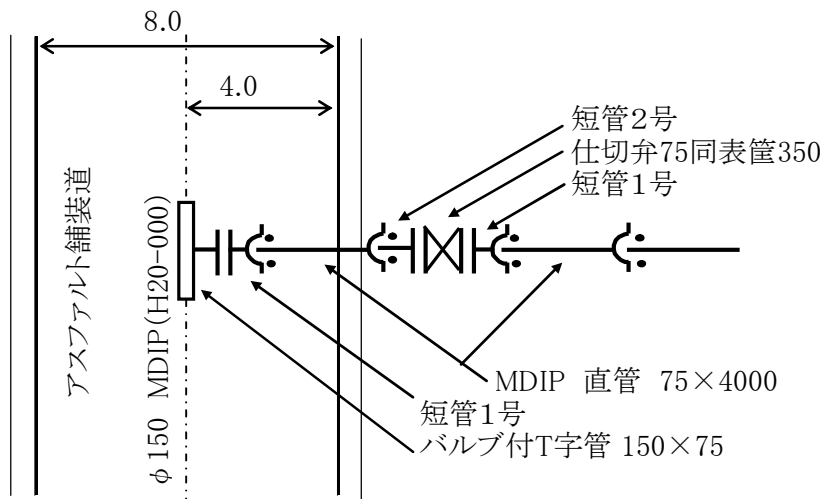 8.0
4.0
短管2号
仕切弁75同表筐350
短管1号
アスファルト舗装道
φ150 MDIP(H20-000)
MDIP 直管 75×4000
短管1号
バルブ付T字管 150×75